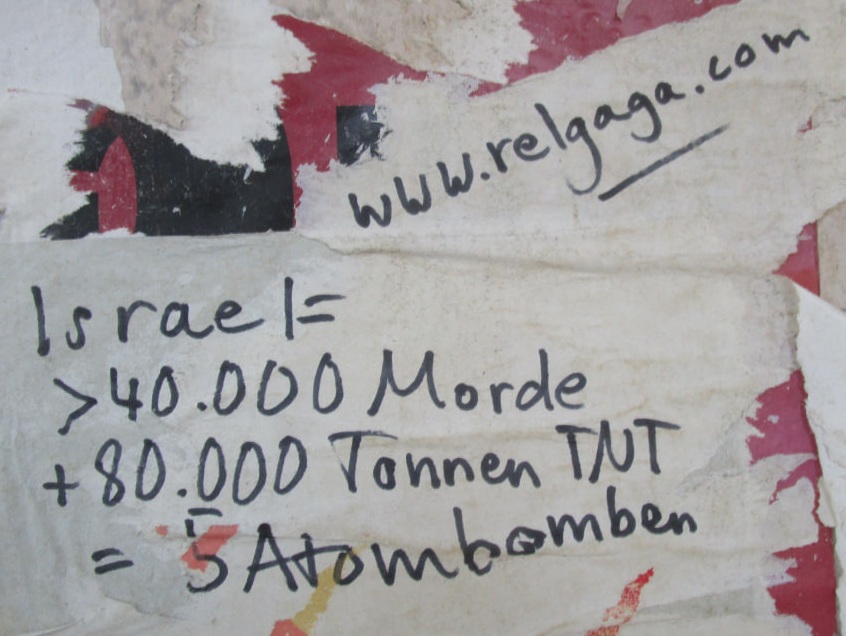 www.relgaga.com
Israel=
>40.000 Morde
+80.000 Tonnen TNT
= 5 Atombomben